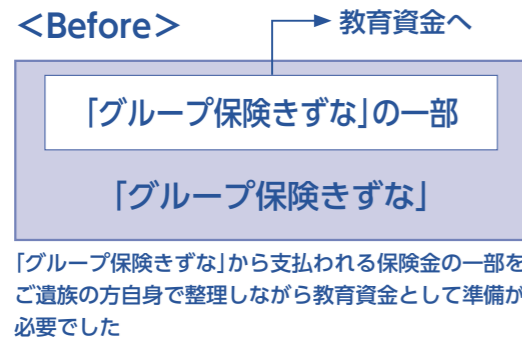 ＜Before＞
教育資金へ
「グループ保険きずな」の一部
「グループ保険きずな」
「グループ保険きずな」から支払われる保険金の一部を
ご遺族の方自身で整理しながら教育資金として準備が
必要でした